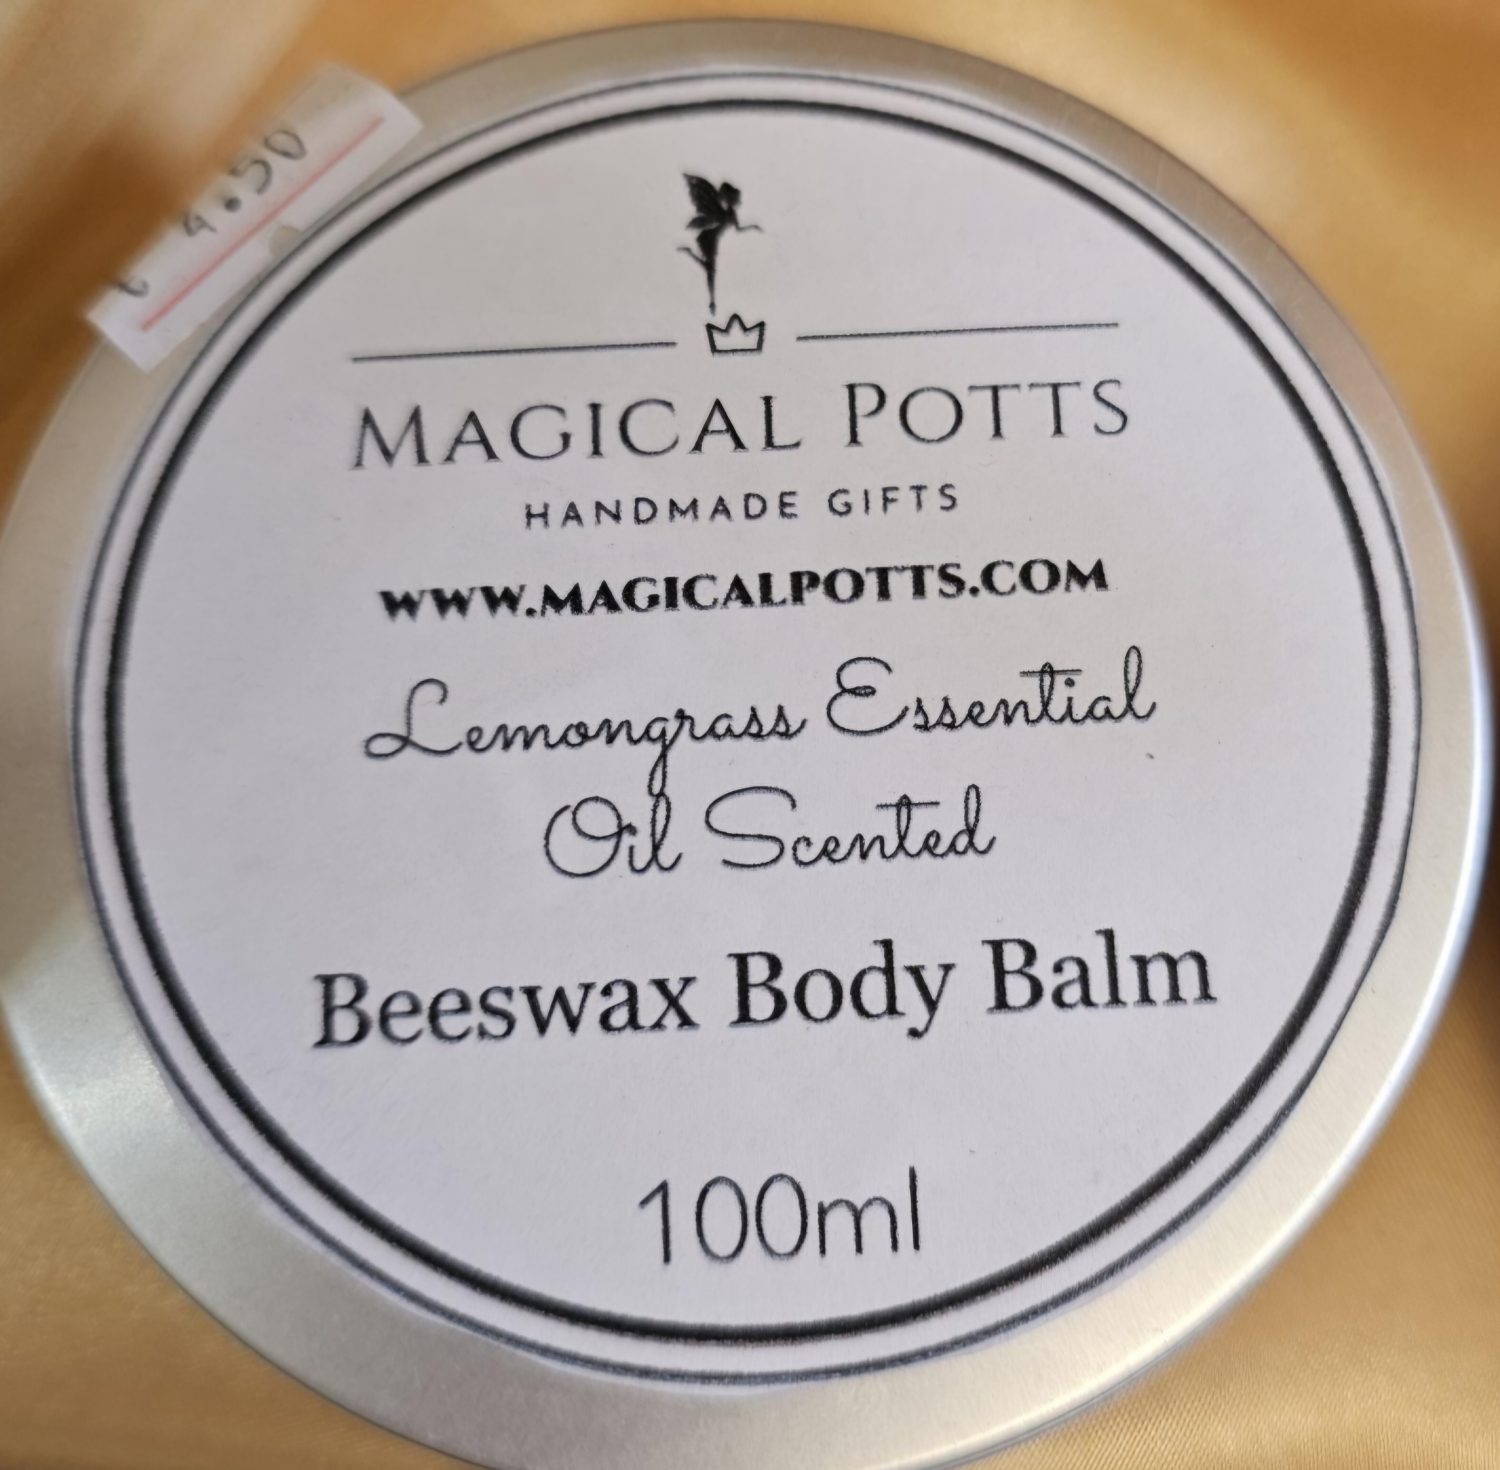 4.50
MAGICAL POTTS
HANDMADE GIFTS
WWW.MAGICALPOTTS.COM
Lemongrass Essential
Oil Scented
Beeswax Body Balm
100ml